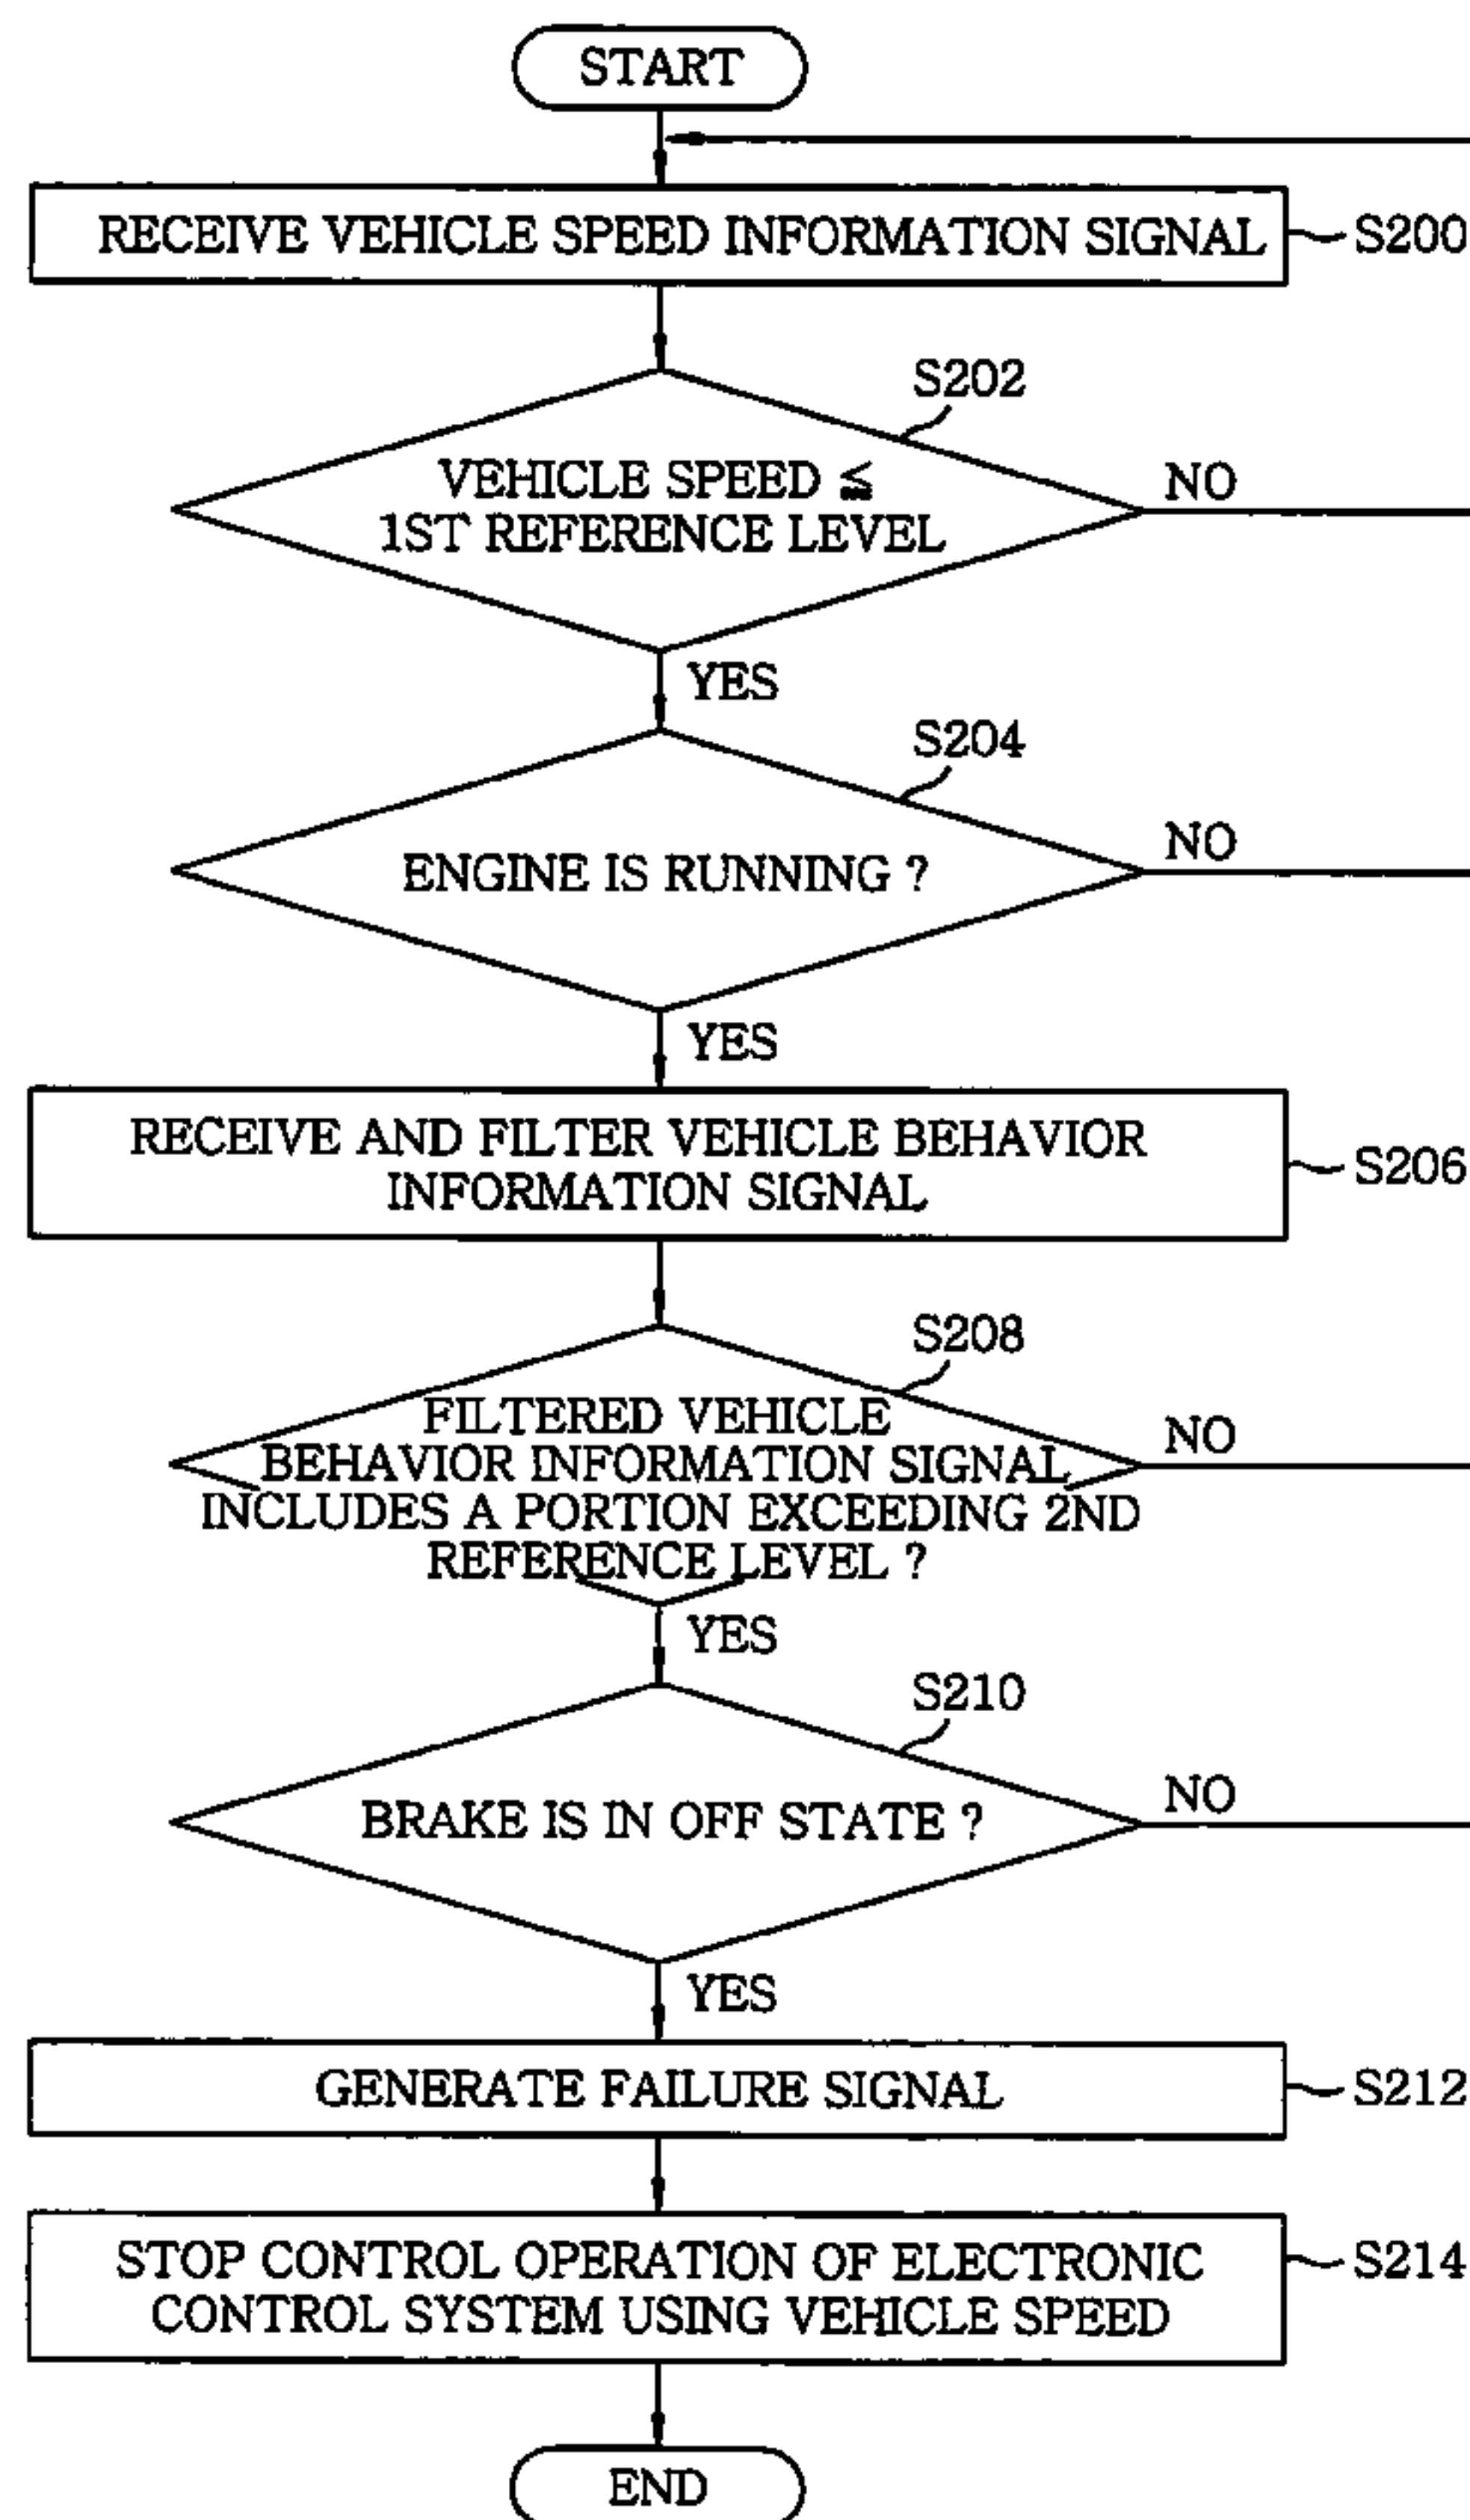 START
RECEIVE VEHICLE SPEED INFORMATION SIGNAL
S200
S202
VEHICLE SPEED ≦
1ST REFERENCE LEVEL
NO
YES
S204
ENGINE IS RUNNING ?
NO
YES
RECEIVE AND FILTER VEHICLE BEHAVIOR
INFORMATION SIGNAL
S206
S208
FILTERED VEHICLE
BEHAVIOR INFORMATION SIGNAL
INCLUDES A PORTION EXCEEDING 2ND
REFERENCE LEVEL ?
NO
YES
S210
BRAKE IS IN OFF STATE ?
NO
YES
GENERATE FAILURE SIGNAL
S212
STOP CONTROL OPERATION OF ELECTRONIC
CONTROL SYSTEM USING VEHICLE SPEED
S214
END